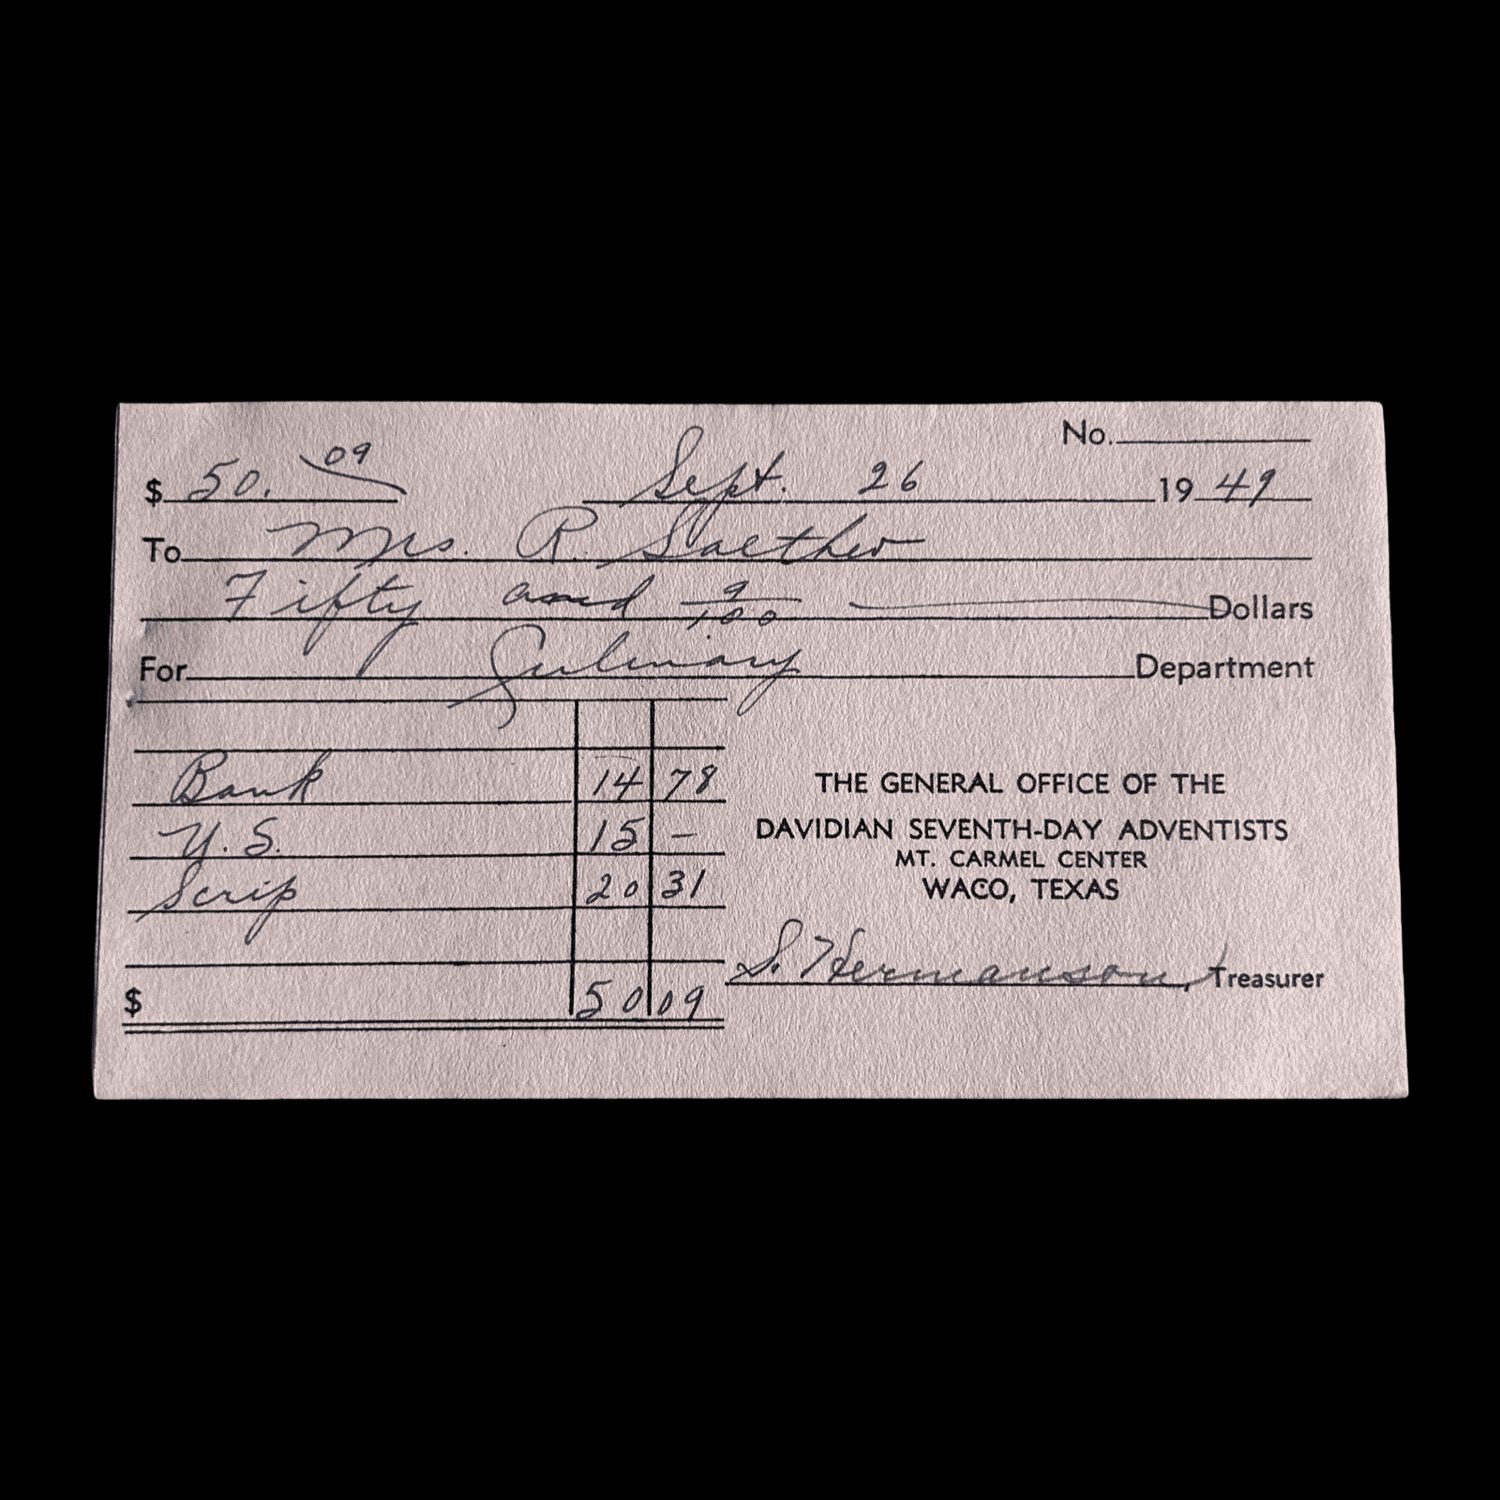 No.
$ 50. 09 Sept. 26 1949
To Mrs. R. Saether
Fifty and 9/100 Dollars
For Culinary Department
Bank 14 78
U.S. 15 –
Scrip 20 31
$ 50 09
THE GENERAL OFFICE OF THE
DAVIDIAN SEVENTH-DAY ADVENTISTS
MT. CARMEL CENTER
WACO, TEXAS
S. Hermanson, Treasurer